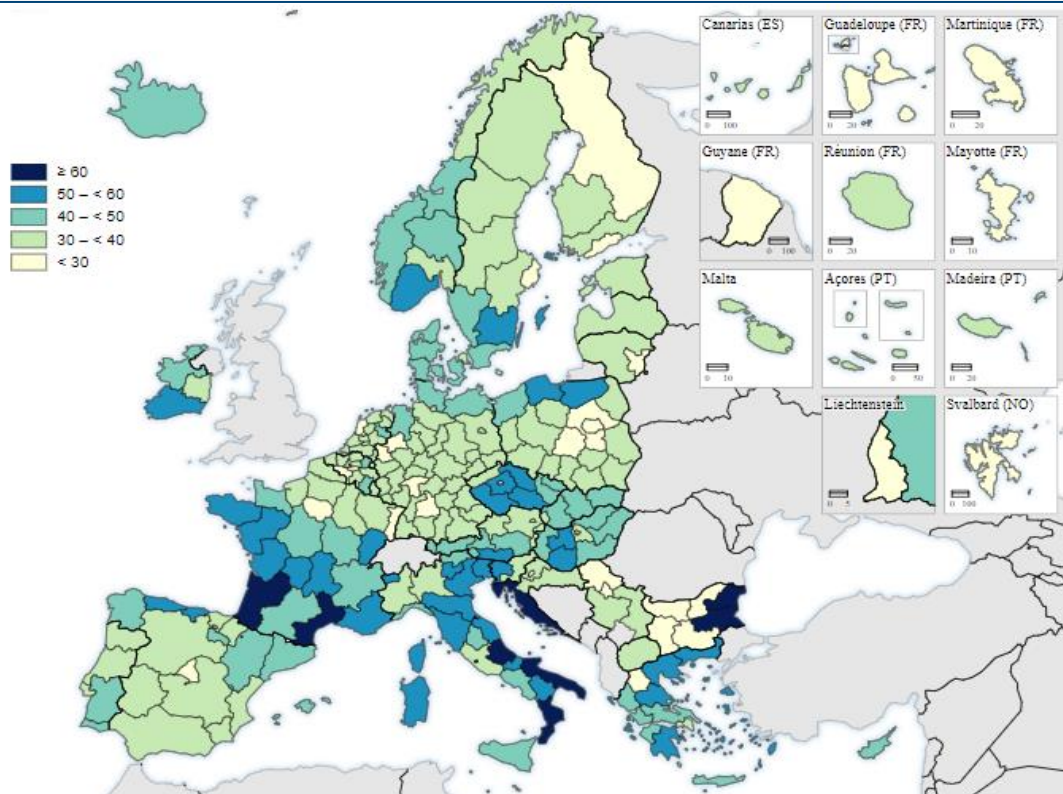 ≥ 60
50 – < 60
40 – < 50
30 – < 40
< 30
Canarias (ES)
0 100
Guadeloupe (FR)
0 20
Martinique (FR)
0 20
Guyane (FR)
0 100
Réunion (FR)
0 20
Mayotte (FR)
0 10
Malta
0 10
Açores (PT)
0 50
Madeira (PT)
0 20
Liechtenstein
0 5
Svalbard (NO)
0 100